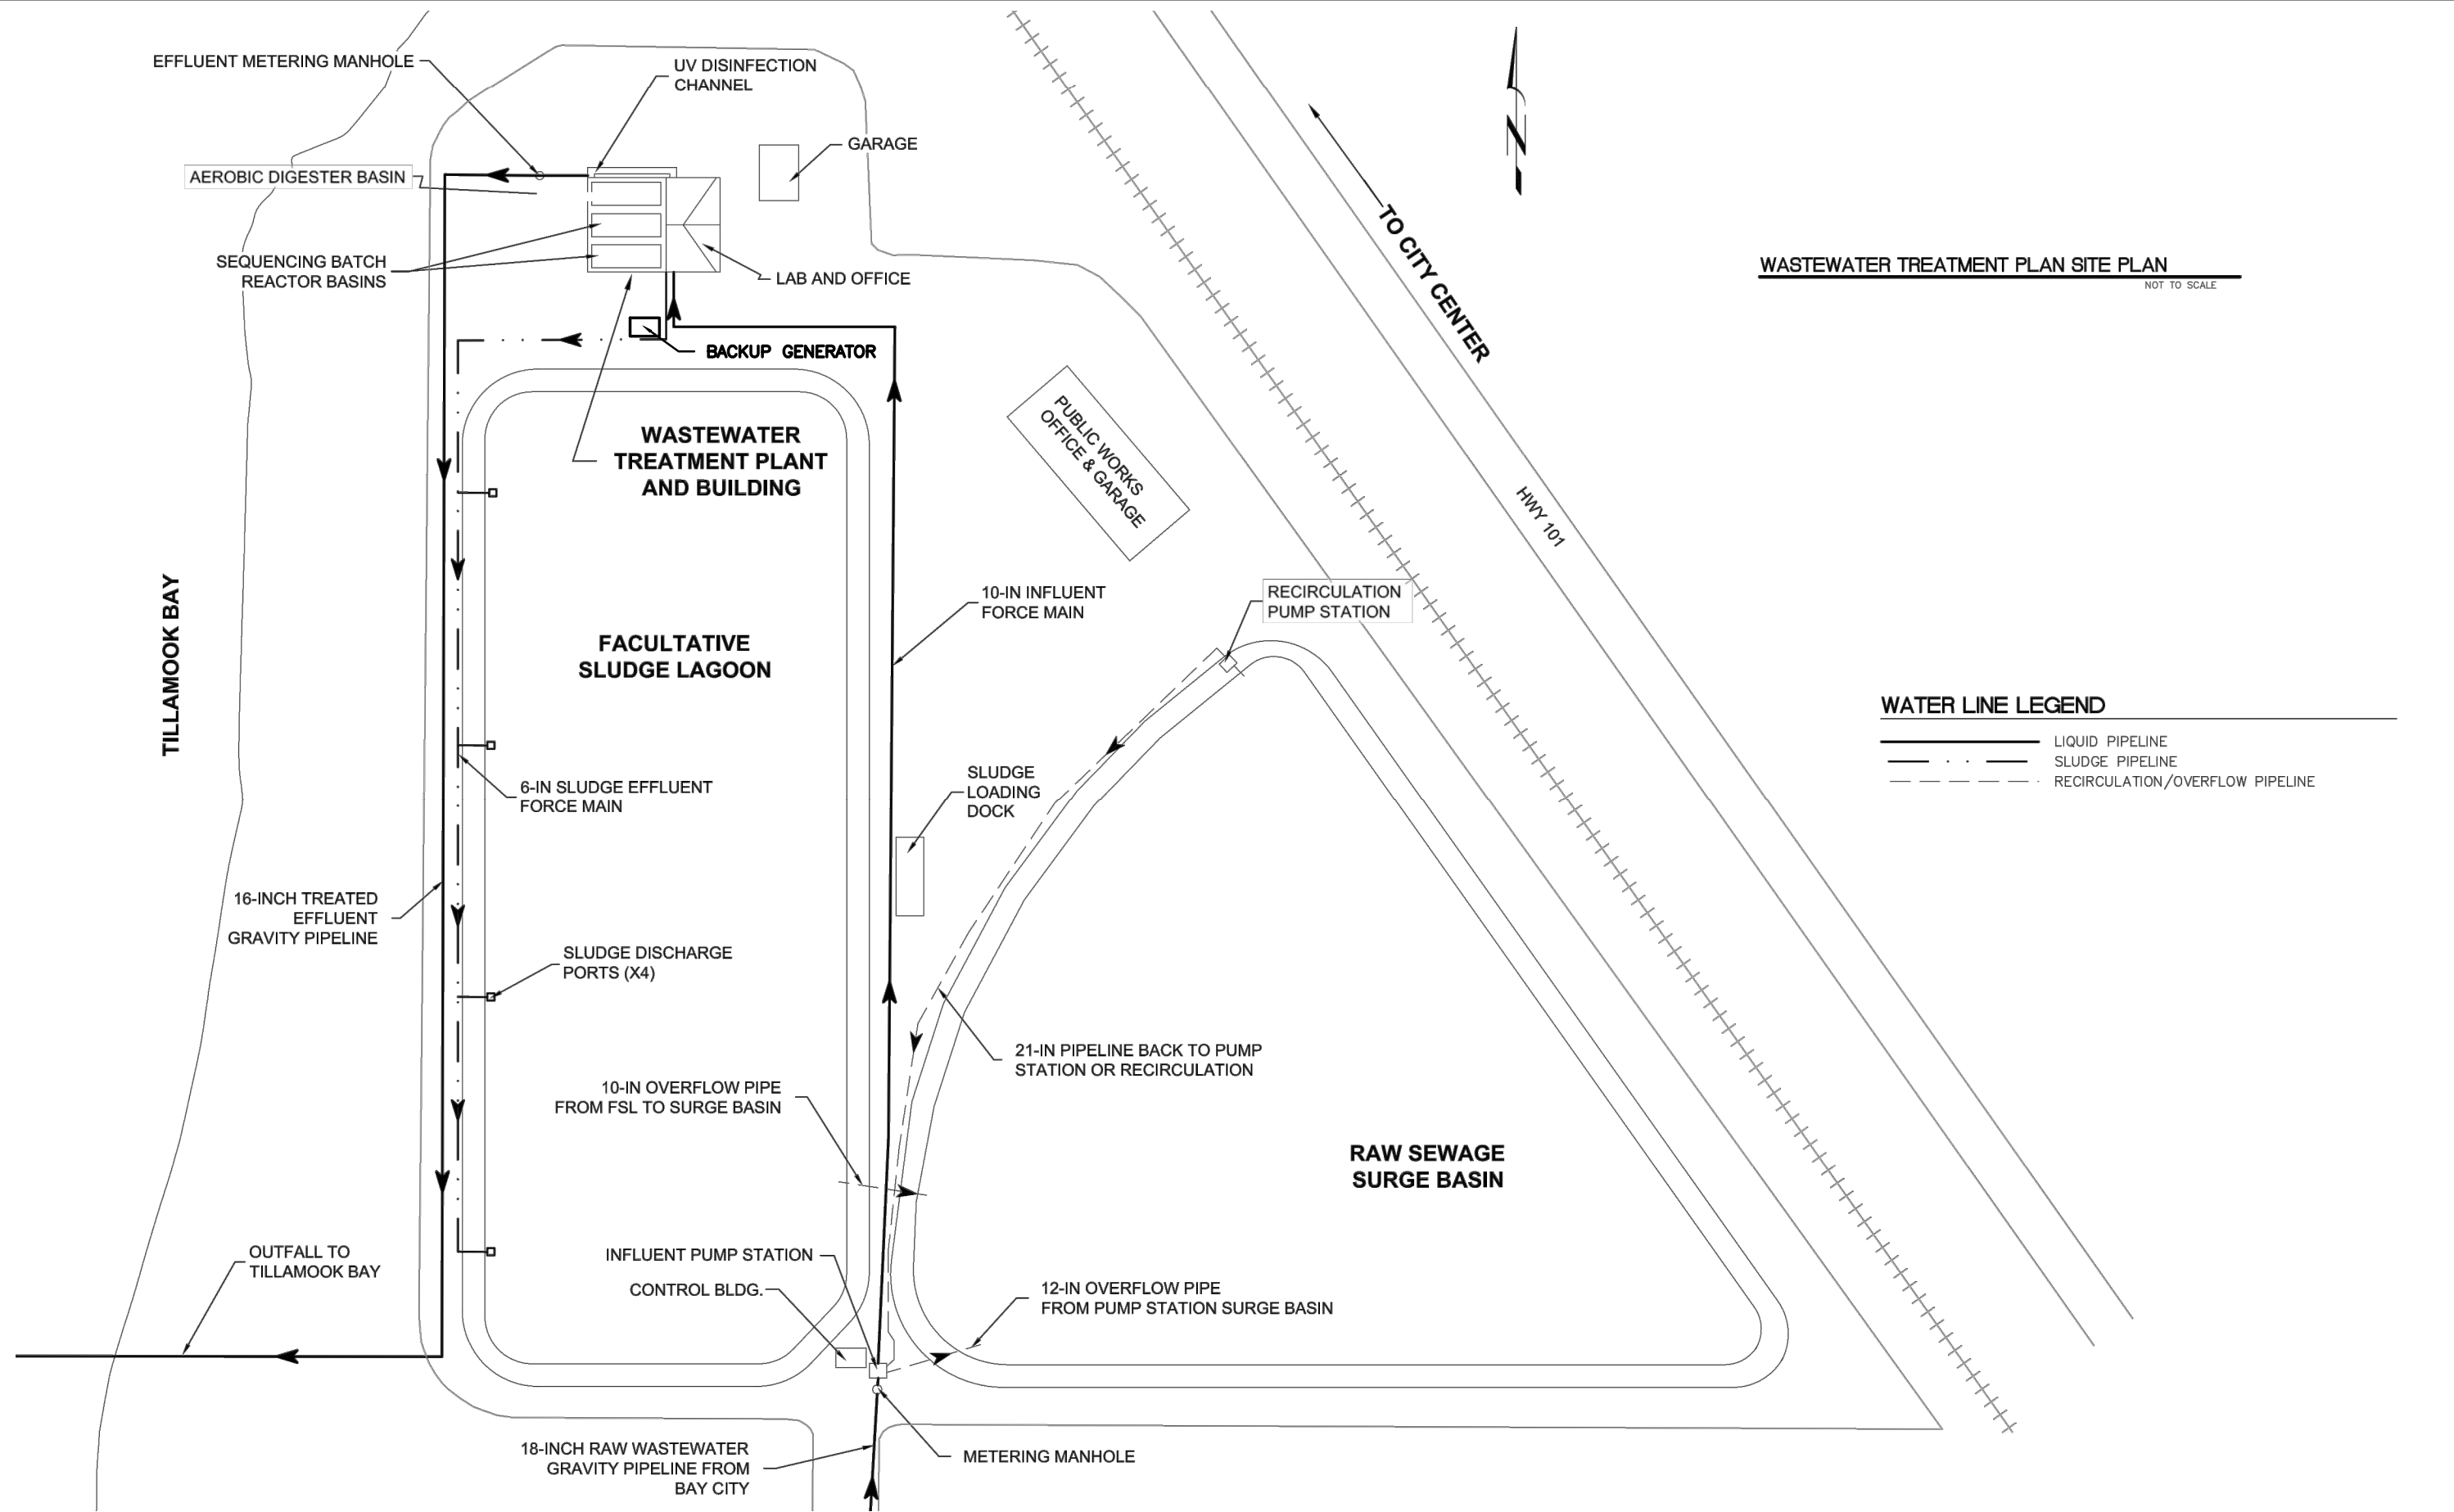 EFFLUENT METERING MANHOLE
UV DISINFECTION
CHANNEL
GARAGE
AEROBIC DIGESTER BASIN
SEQUENCING BATCH
REACTOR BASINS
LAB AND OFFICE
BACKUP GENERATOR
N
TO CITY CENTER
WASTEWATER TREATMENT PLAN SITE PLAN
NOT TO SCALE
WASTEWATER
TREATMENT PLANT
AND BUILDING
PUBLIC WORKS
OFFICE & GARAGE
HWY 101
TILLAMOOK BAY
10-IN INFLUENT
FORCE MAIN
RECIRCULATION
PUMP STATION
FACULTATIVE
SLUDGE LAGOON
WATER LINE LEGEND
LIQUID PIPELINE
SLUDGE PIPELINE
RECIRCULATION/OVERFLOW PIPELINE
6-IN SLUDGE EFFLUENT
FORCE MAIN
SLUDGE
LOADING
DOCK
16-INCH TREATED
EFFLUENT
GRAVITY PIPELINE
SLUDGE DISCHARGE
PORTS (X4)
21-IN PIPELINE BACK TO PUMP
STATION OR RECIRCULATION
10-IN OVERFLOW PIPE
FROM FSL TO SURGE BASIN
RAW SEWAGE
SURGE BASIN
OUTFALL TO
TILLAMOOK BAY
INFLUENT PUMP STATION
CONTROL BLDG.
12-IN OVERFLOW PIPE
FROM PUMP STATION SURGE BASIN
18-INCH RAW WASTEWATER
GRAVITY PIPELINE FROM
BAY CITY
METERING MANHOLE